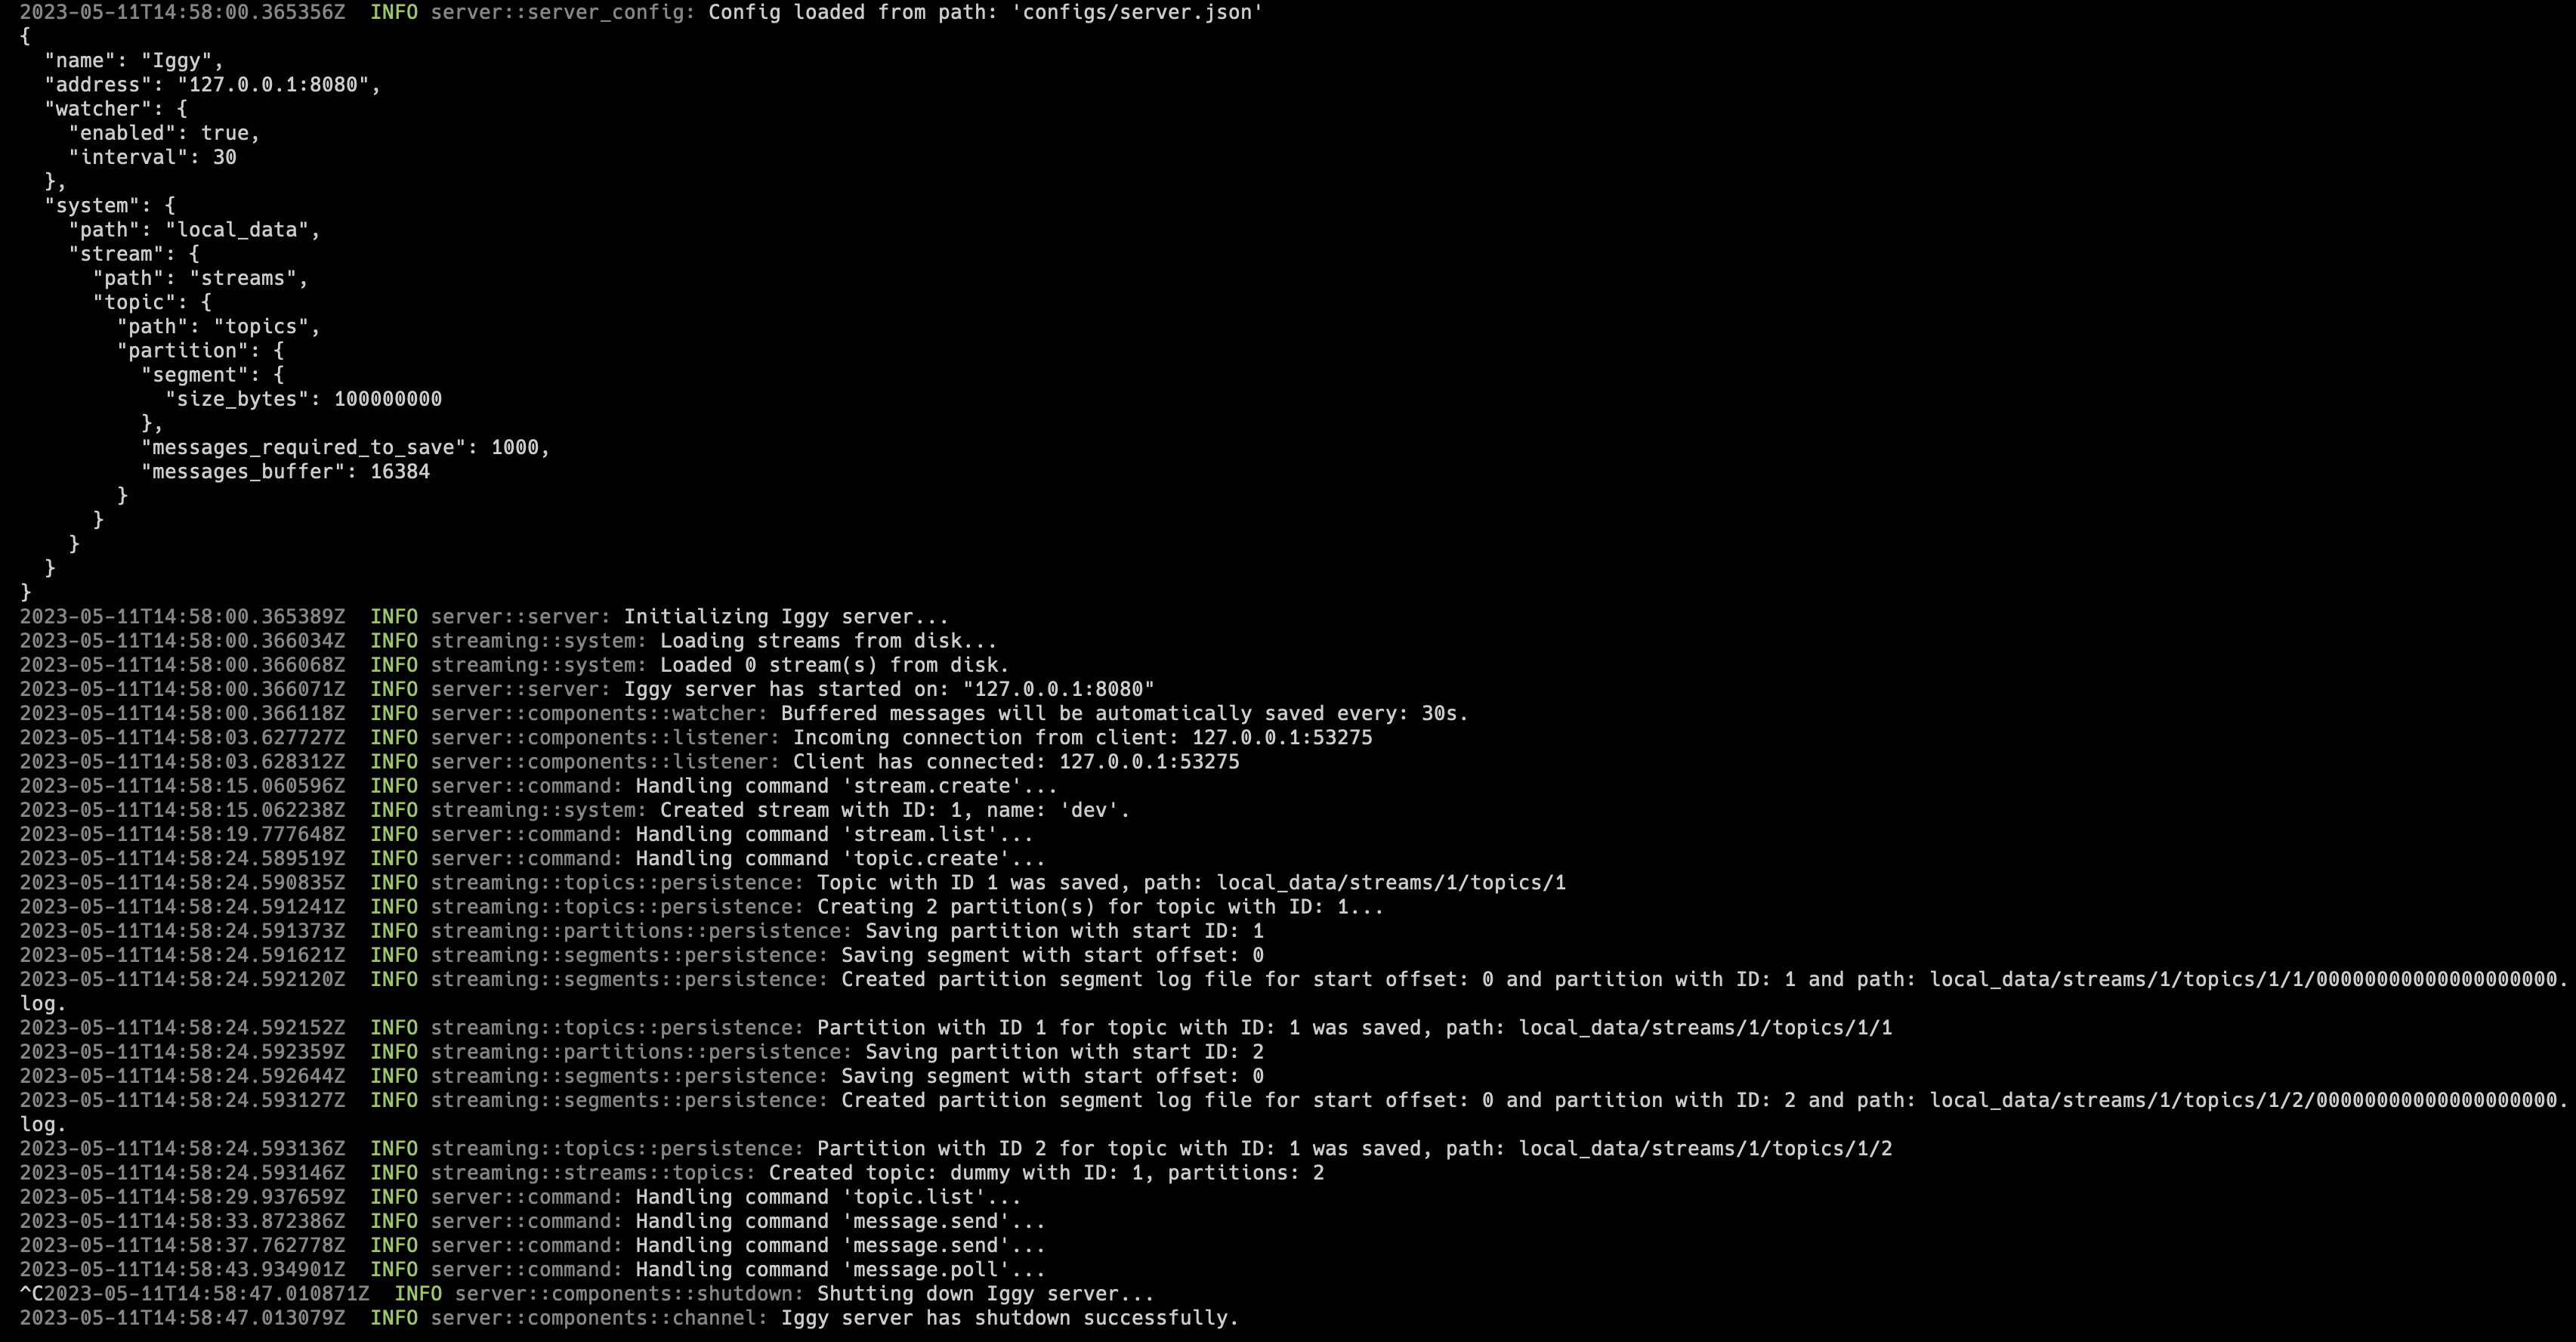 2023-05-11T14:58:00.365356Z  INFO server::server_config: Config loaded from path: 'configs/server.json'
{
  "name": "Iggy",
  "address": "127.0.0.1:8080",
  "watcher": {
    "enabled": true,
    "interval": 30
  },
  "system": {
    "path": "local_data",
    "stream": {
      "path": "streams",
      "topic": {
        "path": "topics",
        "partition": {
          "segment": {
            "size_bytes": 100000000
          },
          "messages_required_to_save": 1000,
          "messages_buffer": 16384
        }
      }
    }
  }
}
2023-05-11T14:58:00.365389Z  INFO server::server: Initializing Iggy server...
2023-05-11T14:58:00.366034Z  INFO streaming::system: Loading streams from disk...
2023-05-11T14:58:00.366068Z  INFO streaming::system: Loaded 0 stream(s) from disk.
2023-05-11T14:58:00.366071Z  INFO server::server: Iggy server has started on: "127.0.0.1:8080"
2023-05-11T14:58:00.366118Z  INFO server::components::watcher: Buffered messages will be automatically saved every: 30s.
2023-05-11T14:58:03.627727Z  INFO server::components::listener: Incoming connection from client: 127.0.0.1:53275
2023-05-11T14:58:03.628312Z  INFO server::components::listener: Client has connected: 127.0.0.1:53275
2023-05-11T14:58:15.060596Z  INFO server::command: Handling command 'stream.create'...
2023-05-11T14:58:15.062238Z  INFO streaming::system: Created stream with ID: 1, name: 'dev'.
2023-05-11T14:58:19.777648Z  INFO server::command: Handling command 'stream.list'...
2023-05-11T14:58:24.589519Z  INFO server::command: Handling command 'topic.create'...
2023-05-11T14:58:24.590835Z  INFO streaming::topics::persistence: Topic with ID 1 was saved, path: local_data/streams/1/topics/1
2023-05-11T14:58:24.591241Z  INFO streaming::topics::persistence: Creating 2 partition(s) for topic with ID: 1...
2023-05-11T14:58:24.591373Z  INFO streaming::partitions::persistence: Saving partition with start ID: 1
2023-05-11T14:58:24.591621Z  INFO streaming::segments::persistence: Saving segment with start offset: 0
2023-05-11T14:58:24.592120Z  INFO streaming::segments::persistence: Created partition segment log file for start offset: 0 and partition with ID: 1 and path: local_data/streams/1/topics/1/1/00000000000000000000.
log.
2023-05-11T14:58:24.592152Z  INFO streaming::topics::persistence: Partition with ID 1 for topic with ID: 1 was saved, path: local_data/streams/1/topics/1/1
2023-05-11T14:58:24.592359Z  INFO streaming::partitions::persistence: Saving partition with start ID: 2
2023-05-11T14:58:24.592644Z  INFO streaming::segments::persistence: Saving segment with start offset: 0
2023-05-11T14:58:24.593127Z  INFO streaming::segments::persistence: Created partition segment log file for start offset: 0 and partition with ID: 2 and path: local_data/streams/1/topics/1/2/00000000000000000000.
log.
2023-05-11T14:58:24.593136Z  INFO streaming::topics::persistence: Partition with ID 2 for topic with ID: 1 was saved, path: local_data/streams/1/topics/1/2
2023-05-11T14:58:24.593146Z  INFO streaming::streams::topics: Created topic: dummy with ID: 1, partitions: 2
2023-05-11T14:58:29.937659Z  INFO server::command: Handling command 'topic.list'...
2023-05-11T14:58:33.872386Z  INFO server::command: Handling command 'message.send'...
2023-05-11T14:58:37.762778Z  INFO server::command: Handling command 'message.send'...
2023-05-11T14:58:43.934901Z  INFO server::command: Handling command 'message.poll'...
^C2023-05-11T14:58:47.010871Z  INFO server::components::shutdown: Shutting down Iggy server...
2023-05-11T14:58:47.013079Z  INFO server::components::channel: Iggy server has shutdown successfully.